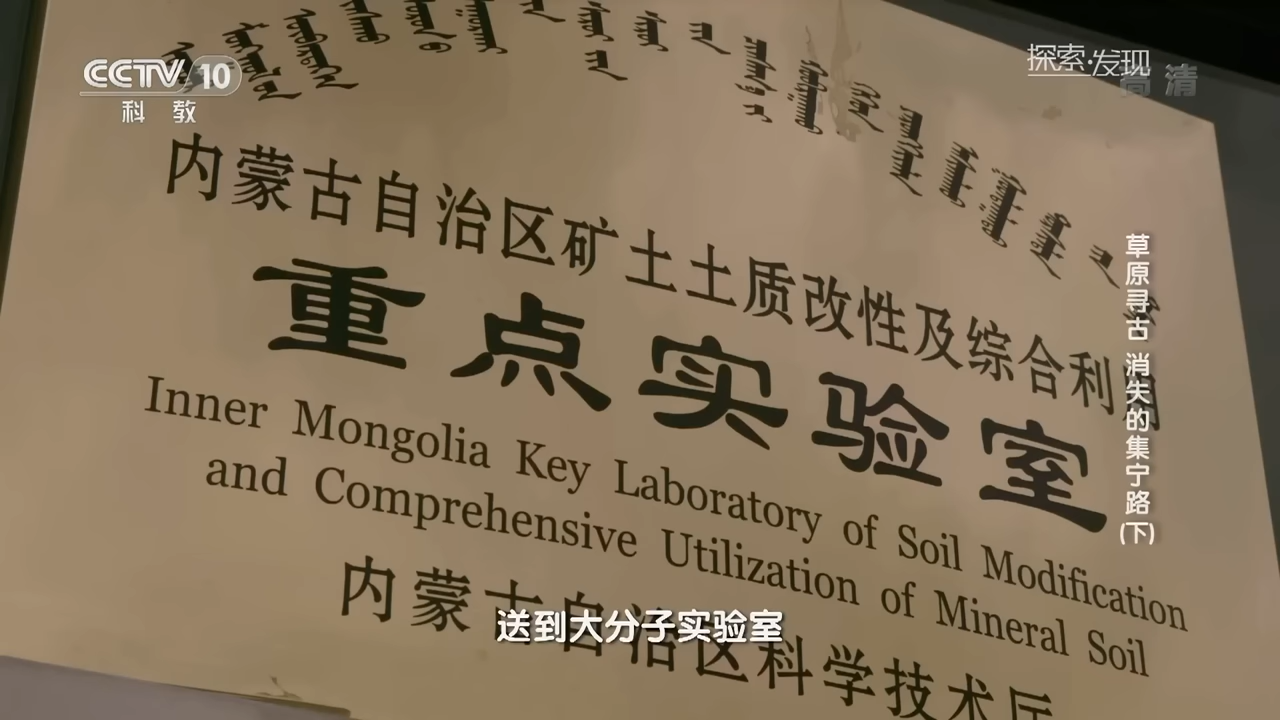 CCTV 10
科教
探索·发现
高清
内蒙古自治区矿土土质改性及综合利用
重点实验室
Inner Mongolia Key Laboratory of Soil Modification
and Comprehensive Utilization of Mineral Soil
内蒙古自治区科学技术厅
草原寻古 消失的集宁路(下)
送到大分子实验室